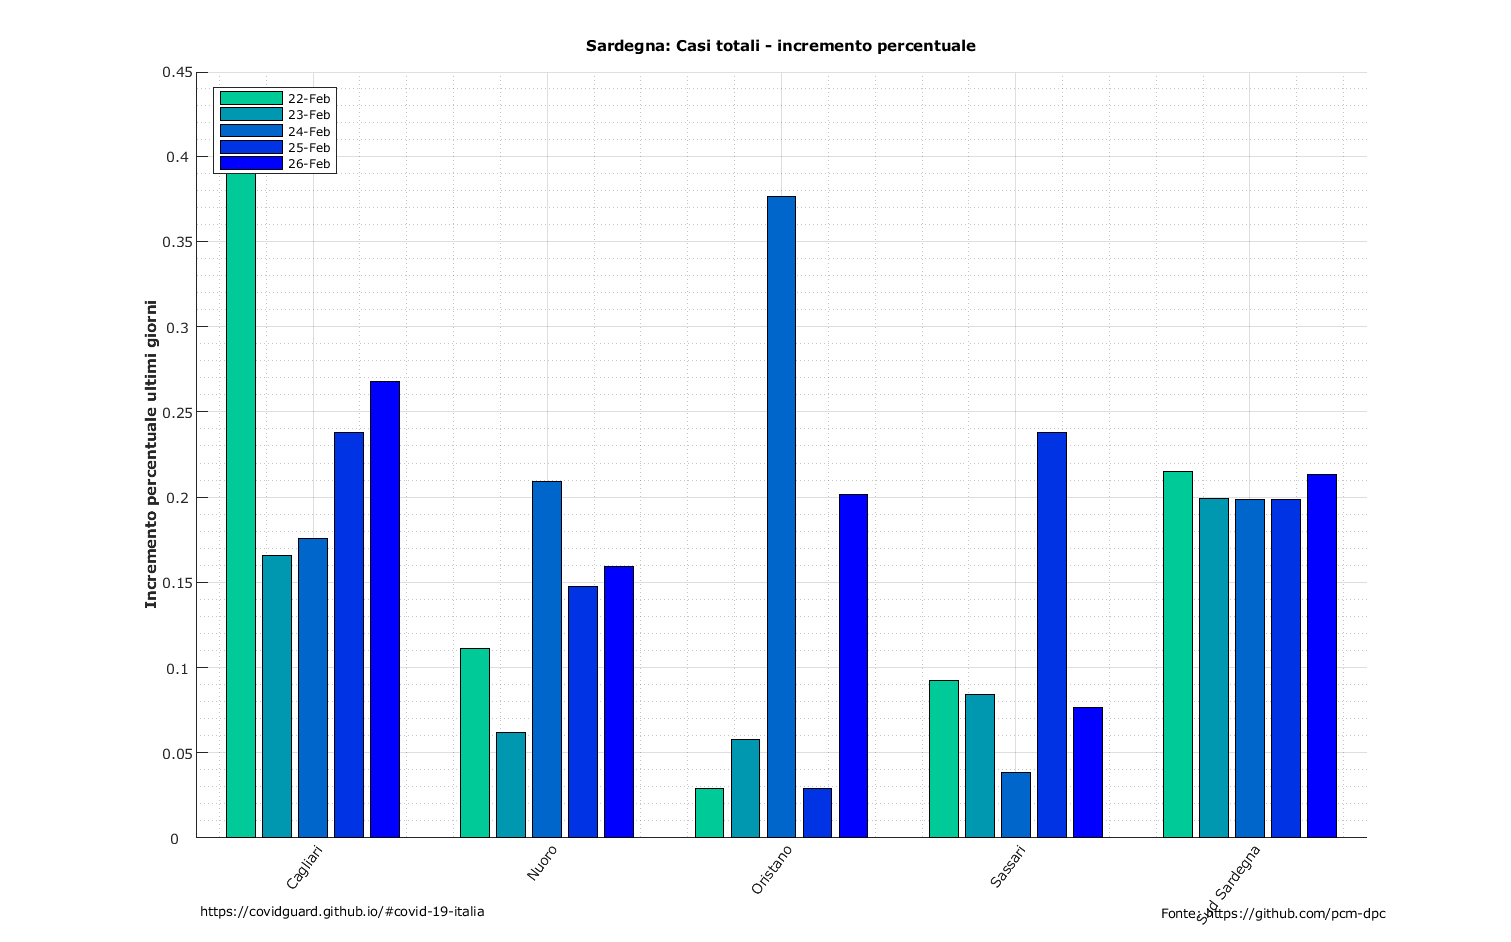 Sardegna: Casi totali - incremento percentuale
Incremento percentuale ultimi giorni
0.45
0.4
0.35
0.3
0.25
0.2
0.15
0.1
0.05
0
22-Feb
23-Feb
24-Feb
25-Feb
26-Feb
Cagliari
Nuoro
Oristano
Sassari
Sud Sardegna
https://covidguard.github.io/#covid-19-italia
Fonte: https://github.com/pcm-dpc